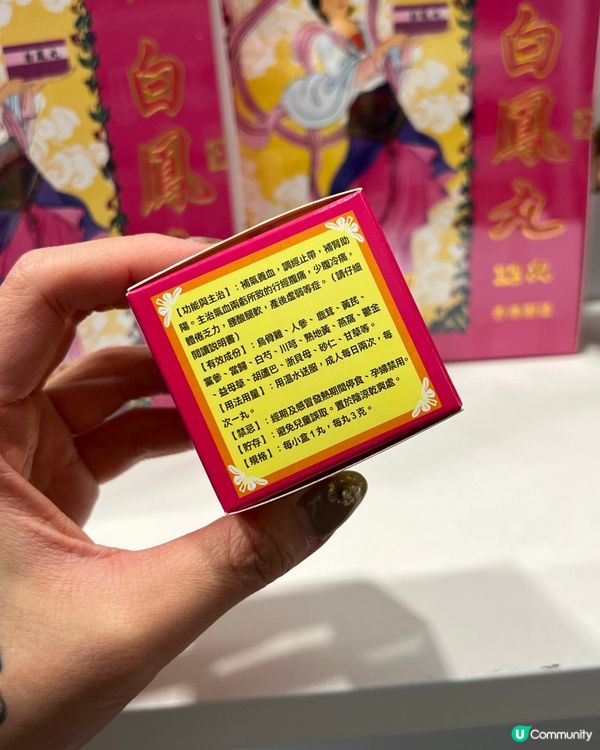 白鳳丸
白鳳丸
12丸
【功能與主治】：補氣養血，調經止帶，補腎助
陽。主治氣血兩虧所致的行經腹痛，少腹冷痛，
體倦乏力，腰酸腿軟，產後虛弱等症。（請仔細
閱讀說明書）
【有效成份】：烏雞、人參、鹿茸、黃芪、
當參、當歸、白芍、川芎、熟地黃、燕窩、鬱金
、益母草、胡蘆巴、浙貝母、砂仁、甘草等。
【用法用量】：用溫水送服，成人每日兩次，每
次一丸。
【禁忌】：經期及感冒發熱期間停食、孕婦禁用。
【貯存】：避免兒童誤取。置於陰涼乾爽處。
【規格】：每小盒1丸，每丸3克。
U Community